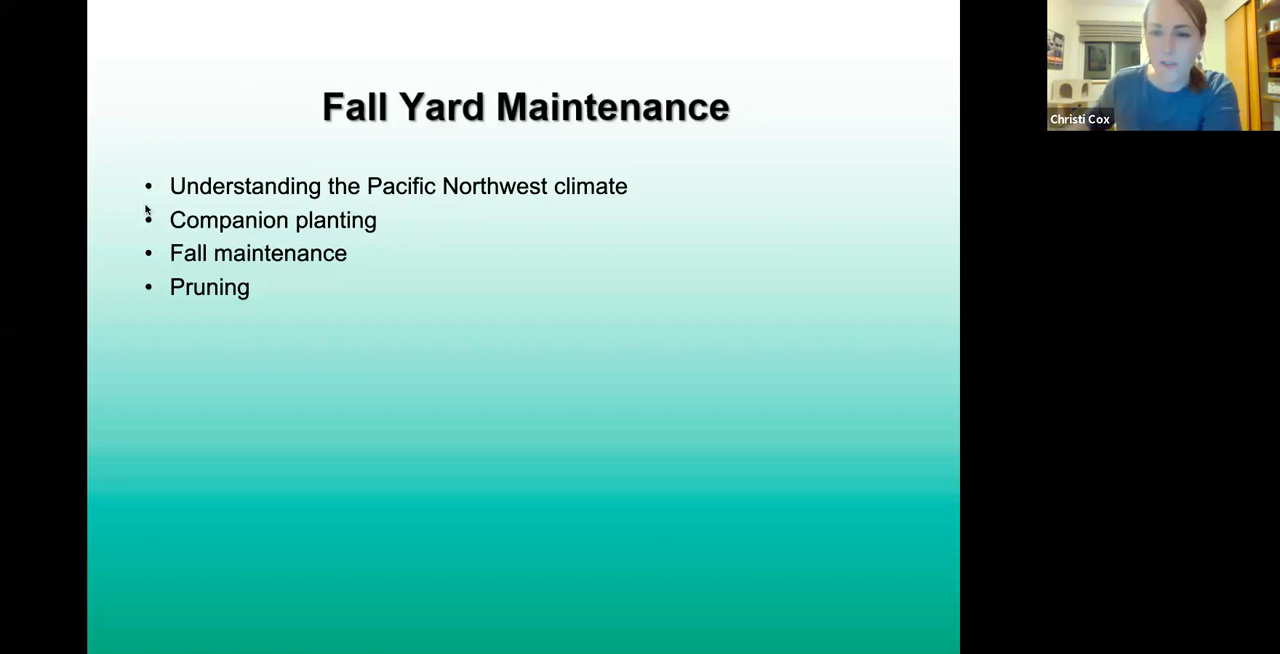 Fall Yard Maintenance
• Understanding the Pacific Northwest climate
• Companion planting
• Fall maintenance
• Pruning
Christi Cox